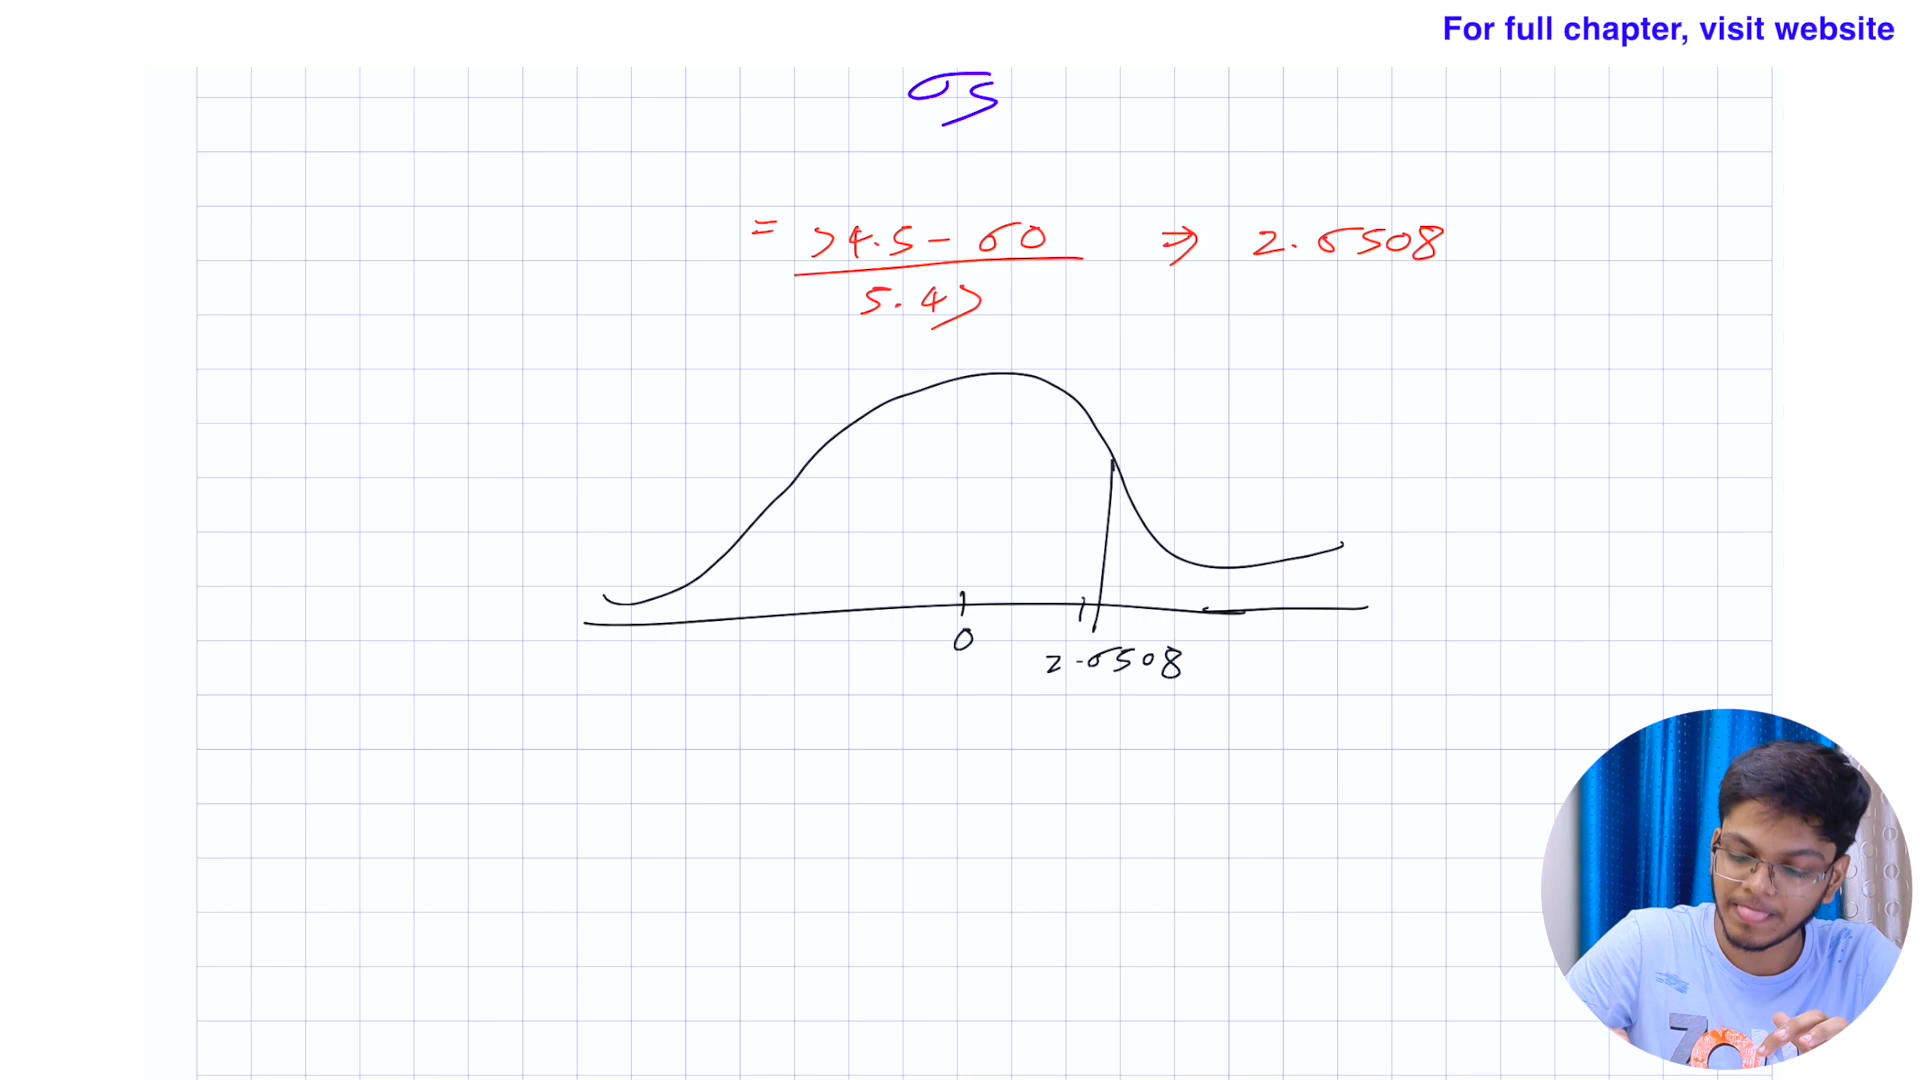 For full chapter, visit website
σs
= 74.5 - 60 ⇒ 2.6508
5.47
0
2.6508